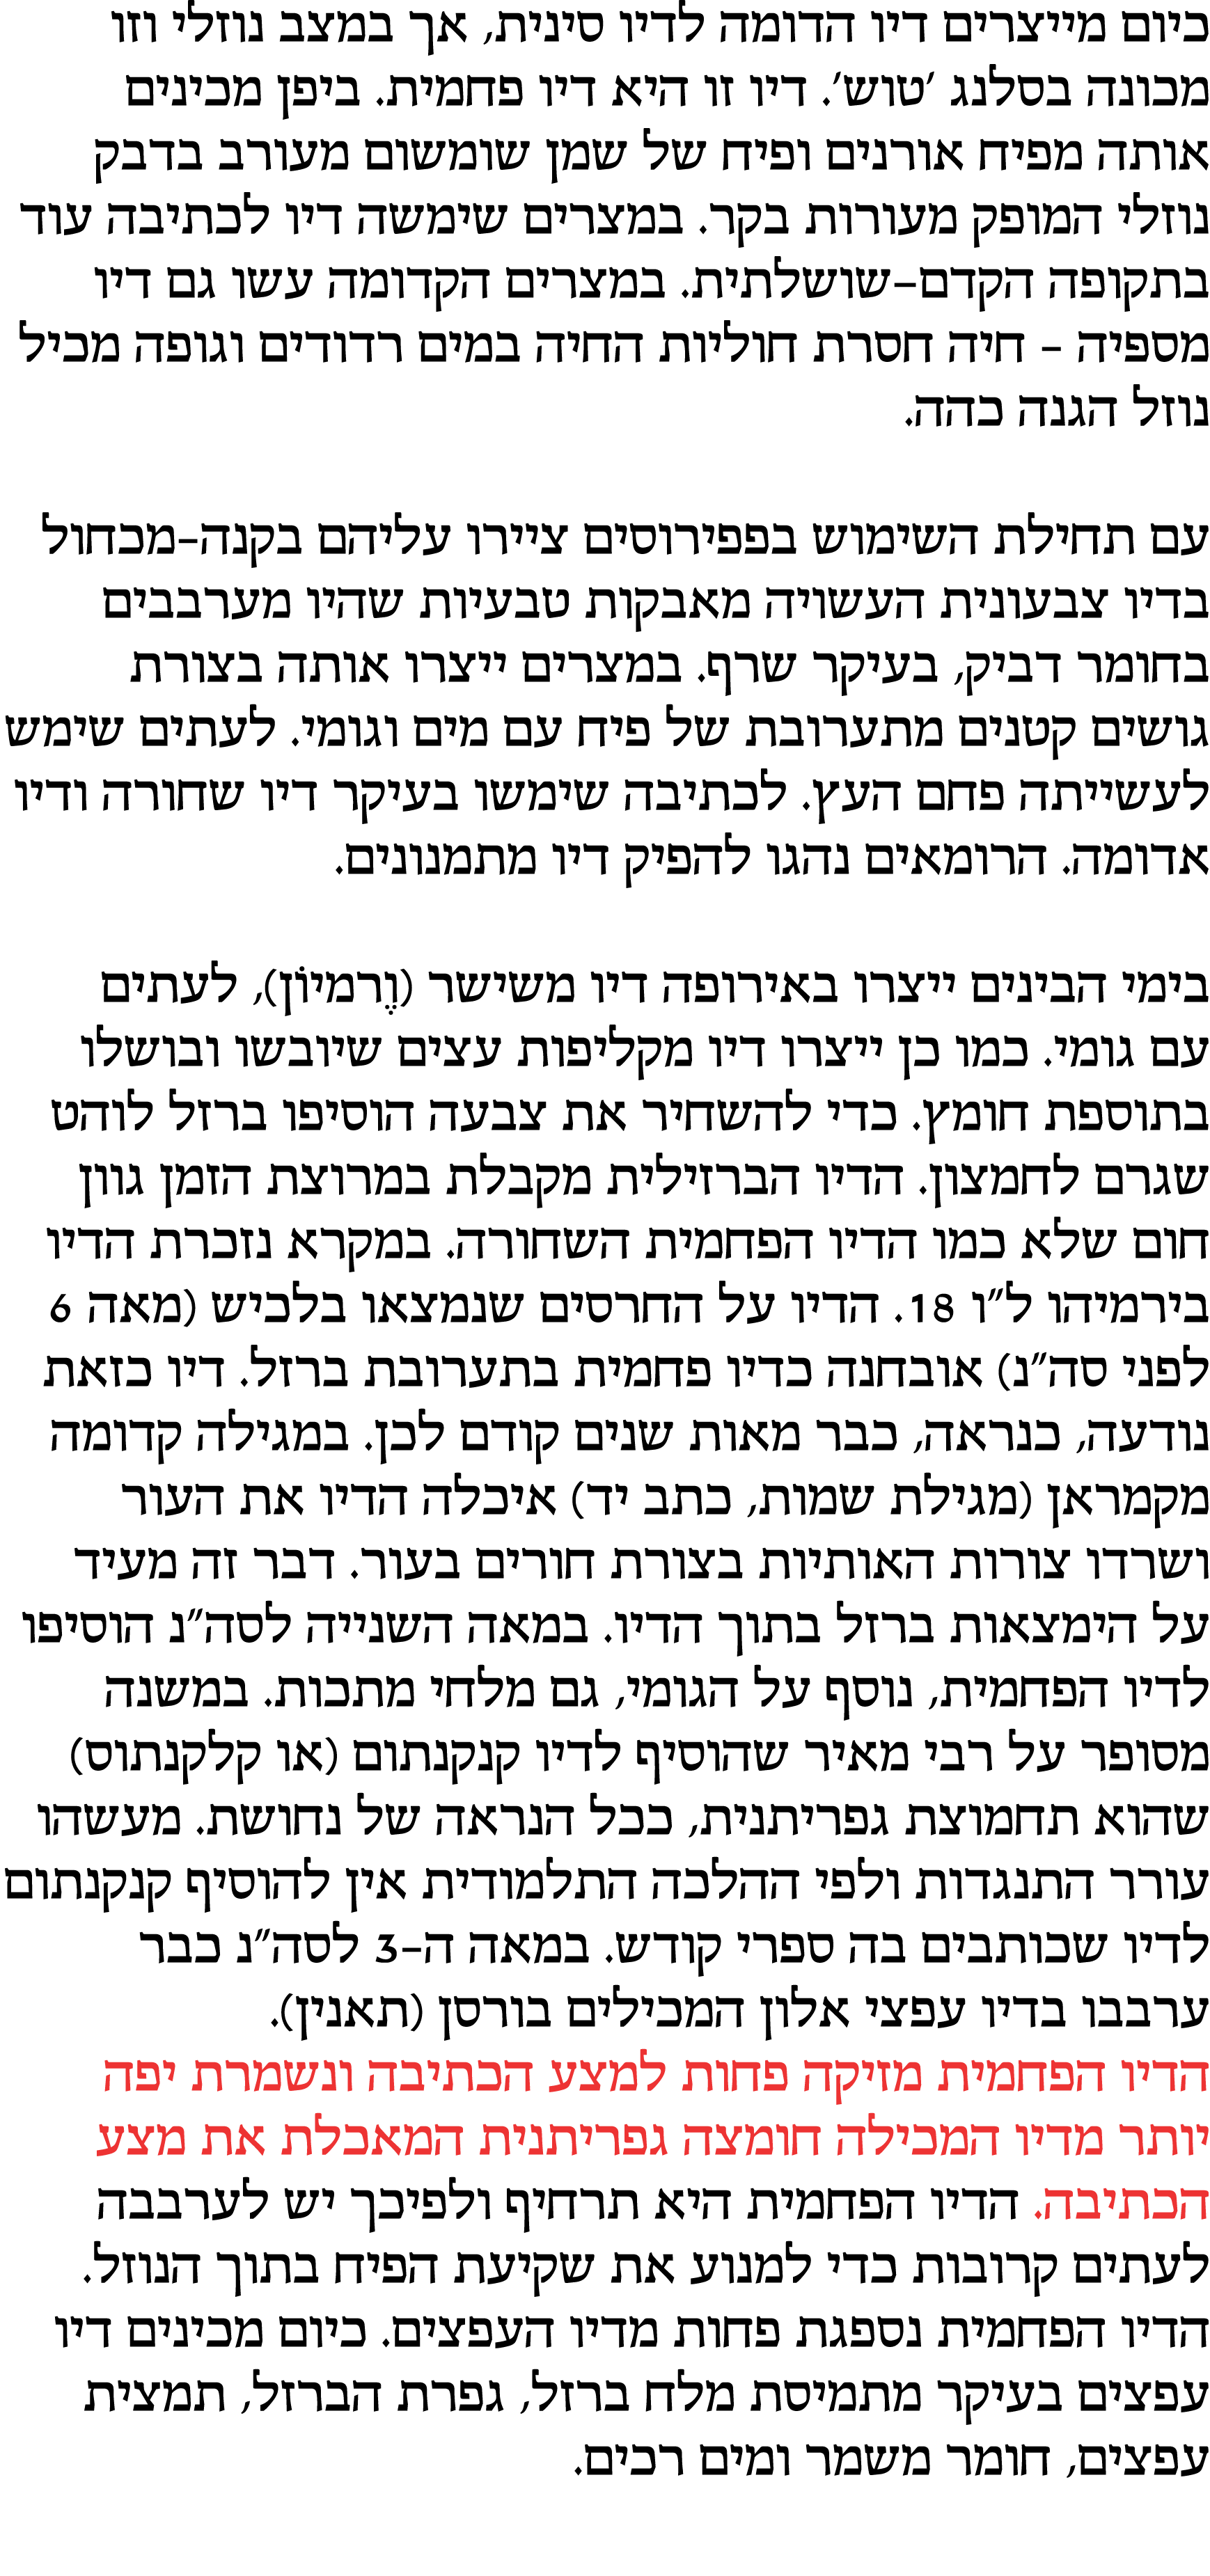 כיום מייצרים דיו הדומה לדיו סינית, אך במצב נוזלי וזו
מכונה בסלנג 'טוש'. דיו זו היא דיו פחמית. ביפן מכינים
אותה מפיח אורנים ופיח של שמן שומשום מעורב בדבק
נוזלי המופק מעורות בקר. במצרים שימשה דיו לכתיבה עוד
בתקופה הקדם-שושלתית. במצרים הקדומה עשו גם דיו
מספיה - חיה חסרת חוליות החיה במים רדודים וגופה מכיל
נוזל הגנה כהה.
עם תחילת השימוש בפפירוסים ציירו עליהם בקנה-מכחול
בדיו צבעונית העשויה מאבקות טבעיות שהיו מערבבים
בחומר דביק, בעיקר שרף. במצרים ייצרו אותה בצורת
גושים קטנים מתערובת של פיח עם מים וגומי. לעתים שימש
לעשייתה פחם העץ. לכתיבה שימשו בעיקר דיו שחורה ודיו
אדומה. הרומאים נהגו להפיק דיו מתמנונים.
בימי הבינים ייצרו באירופה דיו משישר (וֶרמיוֹן), לעתים
עם גומי. כמו כן ייצרו דיו מקליפות עצים שיובשו ובושלו
בתוספת חומץ. כדי להשחיר את צבעה הוסיפו ברזל לוהט
שגרם לחמצון. הדיו הברזילית מקבלת במרוצת הזמן גוון
חום שלא כמו הדיו הפחמית השחורה. במקרא נזכרת הדיו
בירמיהו ל"ו 18. הדיו על החרסים שנמצאו בלכיש (מאה 6
לפני סה"נ) אובחנה כדיו פחמית בתערובת ברזל. דיו כזאת
נודעה, כנראה, כבר מאות שנים קודם לכן. במגילה קדומה
מקמראן (מגילת שמות, כתב יד) איכלה הדיו את העור
ושרדו צורות האותיות בצורת חורים בעור. דבר זה מעיד
על הימצאות ברזל בתוך הדיו. במאה השנייה לסה"נ הוסיפו
לדיו הפחמית, נוסף על הגומי, גם מלחי מתכות. במשנה
מסופר על רבי מאיר שהוסיף לדיו קנקנתום (או קלקנתוס)
שהוא תחמוצת גפריתנית, ככל הנראה של נחושת. מעשהו
עורר התנגדות ולפי ההלכה התלמודית אין להוסיף קנקנתום
לדיו שכותבים בה ספרי קודש. במאה ה-3 לסה"נ כבר
ערבבו בדיו עפצי אלון המכילים בורסן (תאנין).
הדיו הפחמית מזיקה פחות למצע הכתיבה ונשמרת יפה
יותר מדיו המכילה חומצה גפריתנית המאכלת את מצע
הכתיבה. הדיו הפחמית היא תרחיף ולפיכך יש לערבבה
לעתים קרובות כדי למנוע את שקיעת הפיח בתוך הנוזל.
הדיו הפחמית נספגת פחות מדיו העפצים. כיום מכינים דיו
עפצים בעיקר מתמיסת מלח ברזל, גפרת הברזל, תמצית
עפצים, חומר משמר ומים רכים.